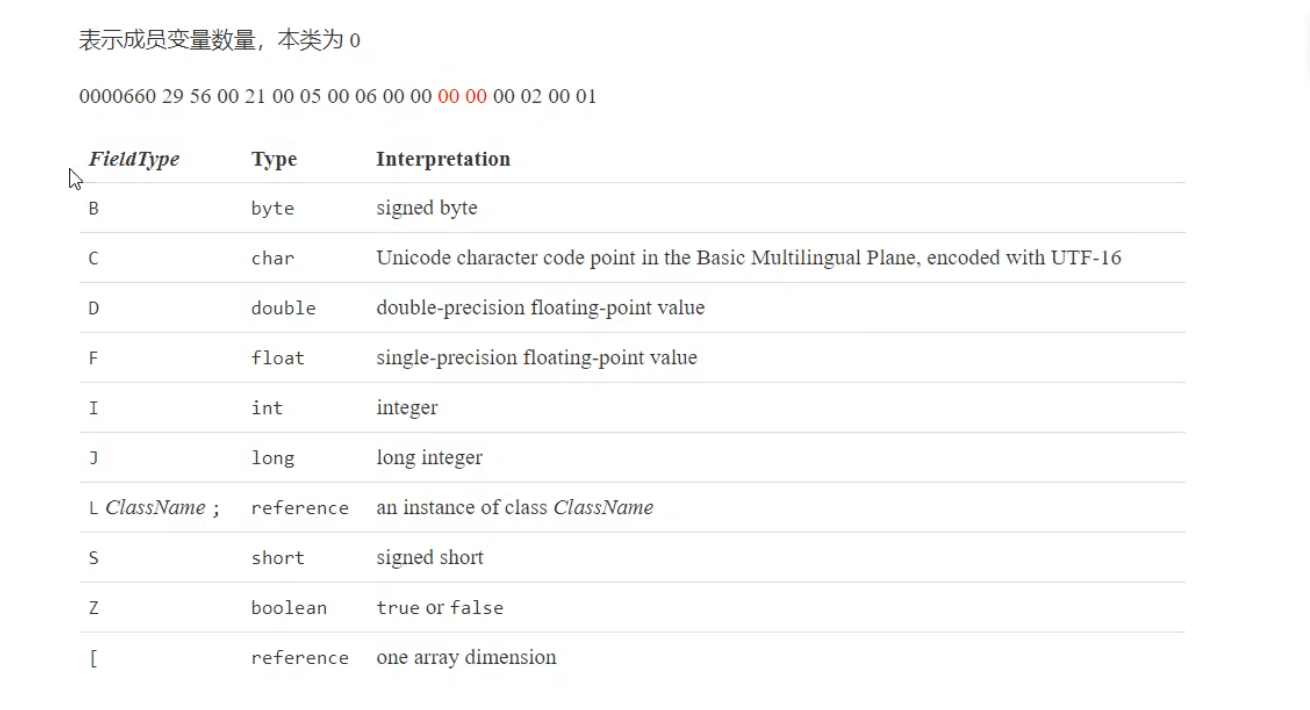 表示成员变量数量，本类为 0
0000660 29 56 00 21 00 05 00 06 00 00 00 00 00 02 00 01
FieldType Type Interpretation
B byte signed byte
C char Unicode character code point in the Basic Multilingual Plane, encoded with UTF-16
D double double-precision floating-point value
F float single-precision floating-point value
I int integer
J long long integer
L ClassName ; reference an instance of class ClassName
S short signed short
Z boolean true or false
[ reference one array dimension